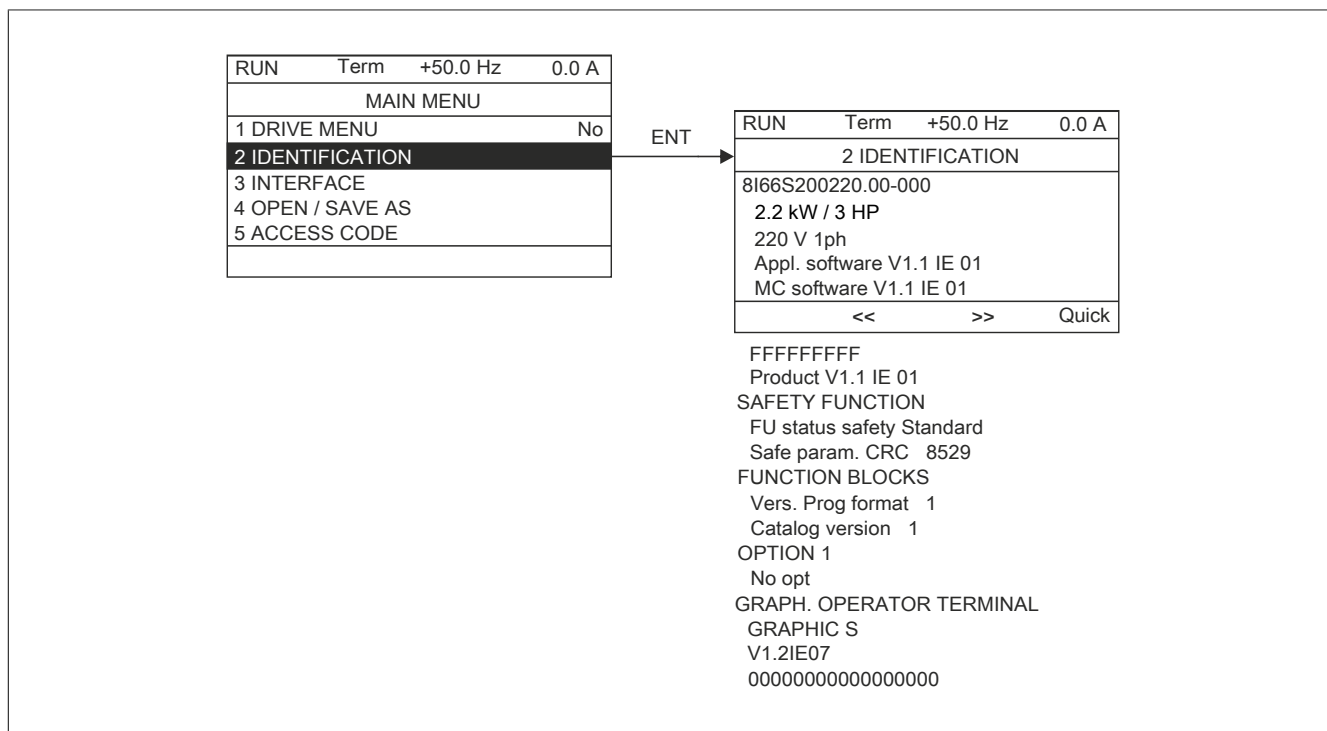 RUN Term +50.0 Hz 0.0 A
MAIN MENU
1 DRIVE MENU No
2 IDENTIFICATION
3 INTERFACE
4 OPEN / SAVE AS
5 ACCESS CODE
ENT
RUN Term +50.0 Hz 0.0 A
2 IDENTIFICATION
8I66S200220.00-000
2.2 kW / 3 HP
220 V 1ph
Appl. software V1.1 IE 01
MC software V1.1 IE 01
<< >> Quick
FFFFFFFFF
Product V1.1 IE 01
SAFETY FUNCTION
FU status safety Standard
Safe param. CRC 8529
FUNCTION BLOCKS
Vers. Prog format 1
Catalog version 1
OPTION 1
No opt
GRAPH. OPERATOR TERMINAL
GRAPHIC S
V1.2IE07
00000000000000000